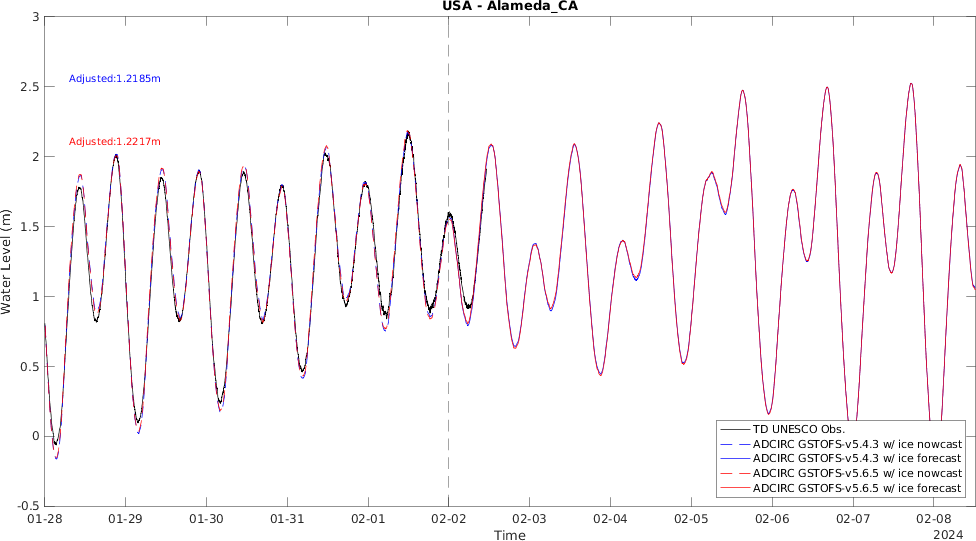 USA - Alameda_CA
3
2.5
2
1.5
1
0.5
0
-0.5
Water Level (m)
Adjusted:1.2185m
Adjusted:1.2217m
TD UNESCO Obs.
ADCIRC GSTOFS-v5.4.3 w/ ice nowcast
ADCIRC GSTOFS-v5.4.3 w/ ice forecast
ADCIRC GSTOFS-v5.6.5 w/ ice nowcast
ADCIRC GSTOFS-v5.6.5 w/ ice forecast
01-28 01-29 01-30 01-31 02-01 02-02 02-03 02-04 02-05 02-06 02-07 02-08
Time
2024